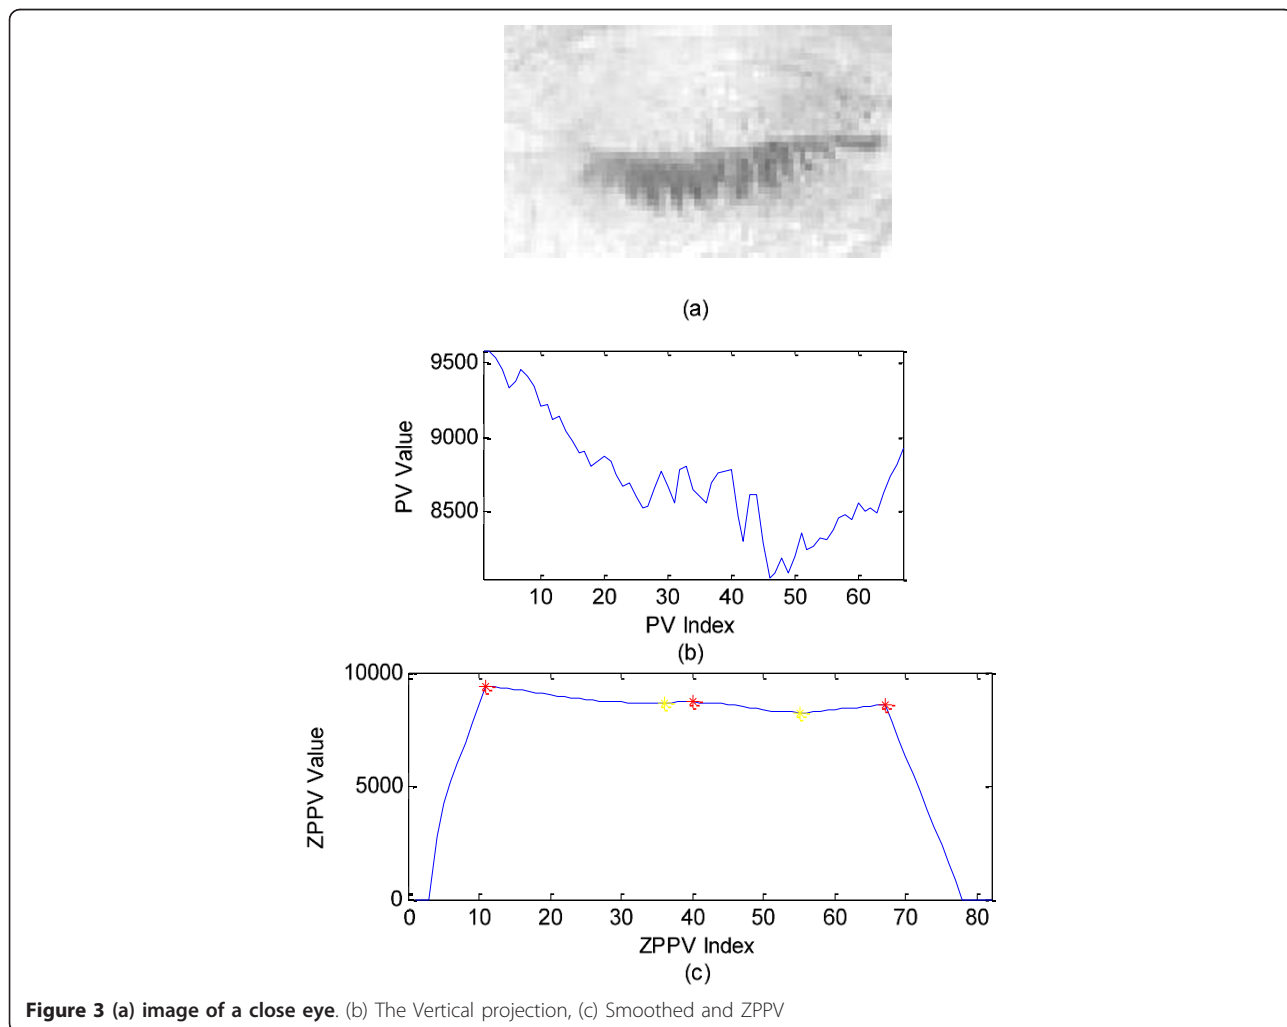 (a)
9500
9000
8500
PV Value
10 20 30 40 50 60
PV Index
(b)
10000
5000
0
ZPPV Value
0 10 20 30 40 50 60 70 80
ZPPV Index
(c)
Figure 3 (a) image of a close eye. (b) The Vertical projection, (c) Smoothed and ZPPV